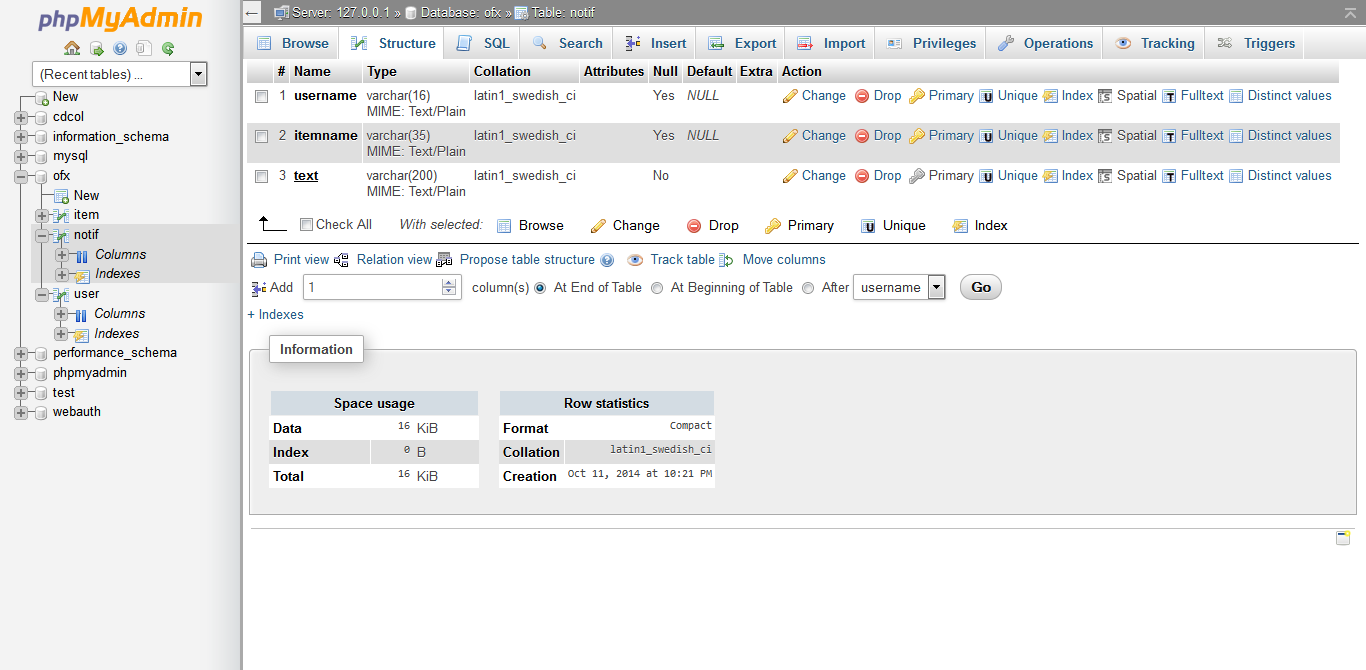 phpMyAdmin
(Recent tables) ...
New
cdcol
information_schema
mysql
ofx
New
item
notif
Columns
Indexes
user
Columns
Indexes
performance_schema
phpmyadmin
test
webauth
Server: 127.0.0.1 » Database: ofx » Table: notif
Browse Structure SQL Search Insert Export Import Privileges Operations Tracking Triggers
# Name Type Collation Attributes Null Default Extra Action
1 username varchar(16) latin1_swedish_ci Yes NULL Change Drop Primary Unique Index Spatial Fulltext Distinct values
MIME: Text/Plain
2 itemname varchar(35) latin1_swedish_ci Yes NULL Change Drop Primary Unique Index Spatial Fulltext Distinct values
MIME: Text/Plain
3 text varchar(200) latin1_swedish_ci No Change Drop Primary Unique Index Spatial Fulltext Distinct values
MIME: Text/Plain
Check All With selected: Browse Change Drop Primary Unique Index
Print view Relation view Propose table structure Track table Move columns
Add 1 column(s) At End of Table At Beginning of Table After username Go
+ Indexes
Information
Space usage
Data 16 KiB
Index 0 B
Total 16 KiB
Row statistics
Format Compact
Collation latin1_swedish_ci
Creation Oct 11, 2014 at 10:21 PM